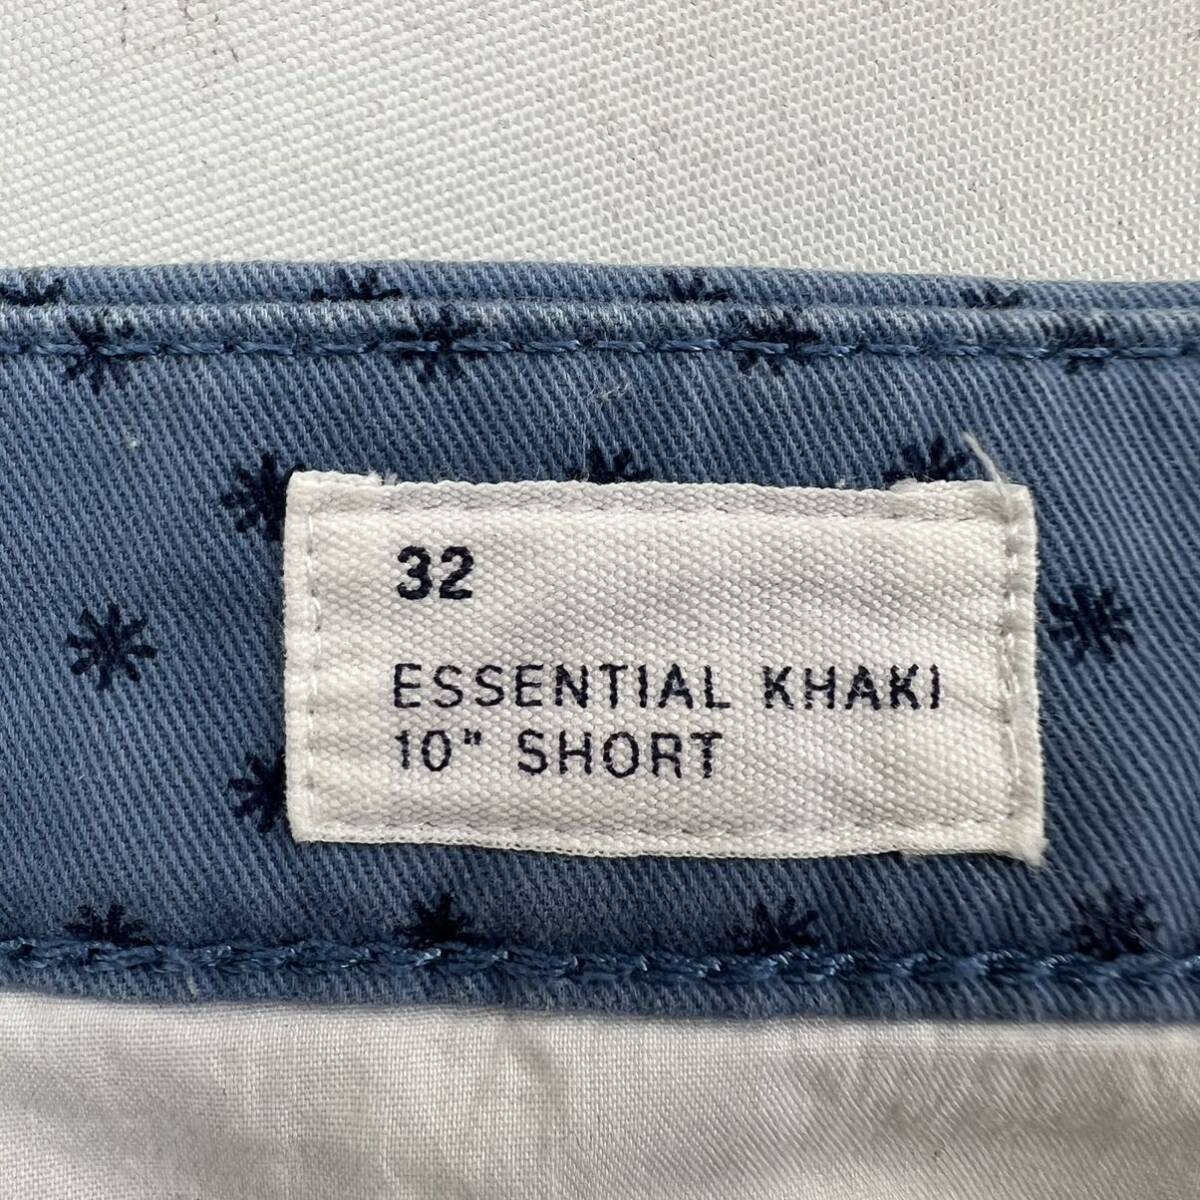 32
ESSENTIAL KHAKI
10" SHORT